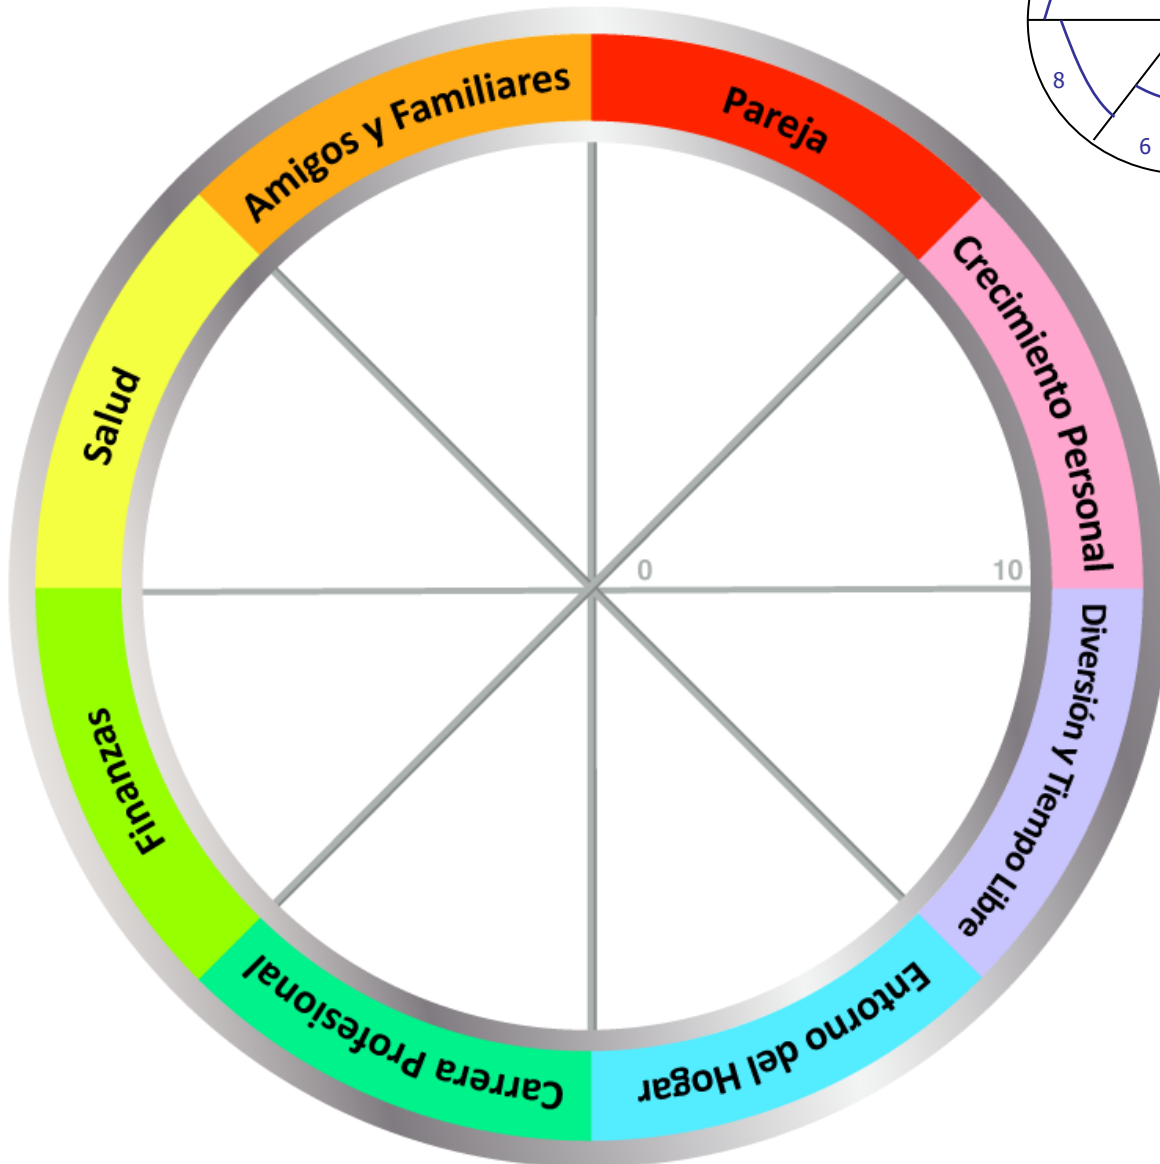 Amigos y Familiares
Pareja
Crecimiento Personal
Diversión y Tiempo Libre
Entorno del Hogar
Carrera Profesional
Finanzas
Salud
0
10
8
6